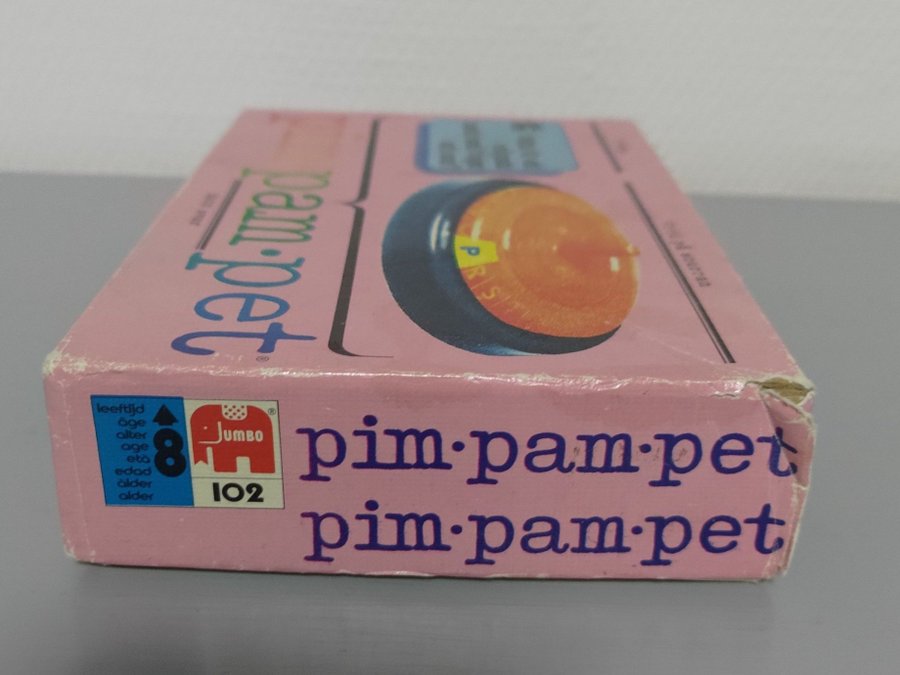 pam·pet®
P
R S
leeftijd
âge
alter
age
età
edad
ålder
alder
8
JUMBO®
102
pim·pam·pet
pim·pam·pet